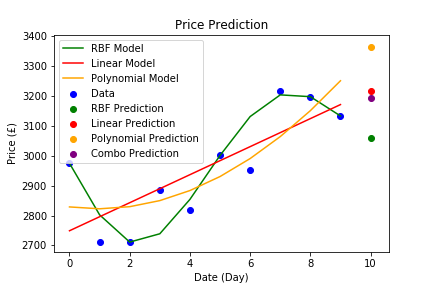 Price Prediction
3400
3300
3200
3100
3000
2900
2800
2700
Price (£)
RBF Model
Linear Model
Polynomial Model
Data
RBF Prediction
Linear Prediction
Polynomial Prediction
Combo Prediction
0 2 4 6 8 10
Date (Day)